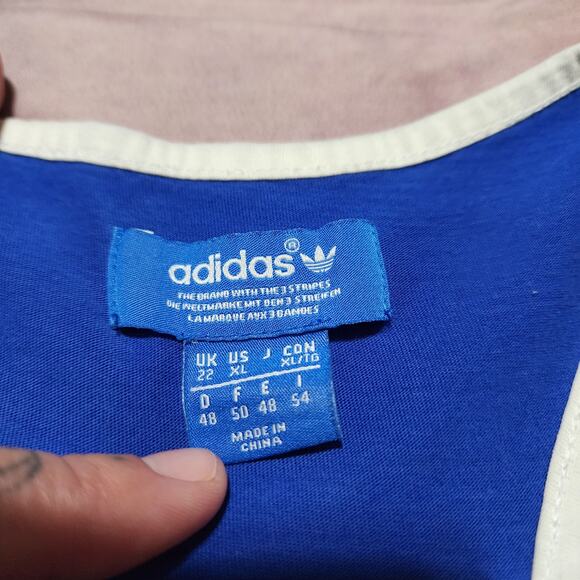 adidas®
THE BRAND WITH THE 3 STRIPES
DIE WELTMARKE MIT DEN 3 STREIFEN
LA MARQUE AUX 3 BANDES
UK US J CDN
22 XL XL/TG
D F E I
48 50 48 54
MADE IN
CHINA